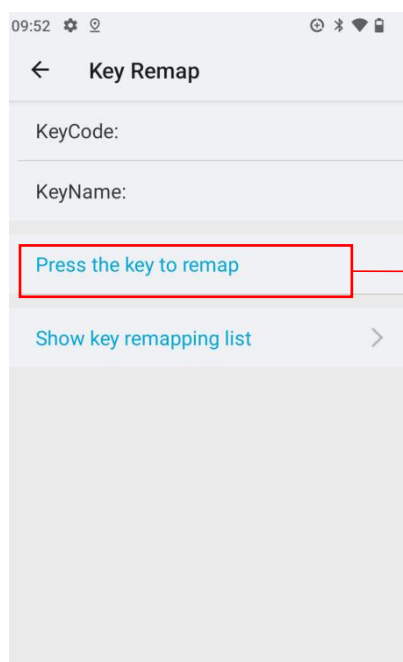 09:52
Key Remap
KeyCode:
KeyName:
Press the key to remap
Show key remapping list